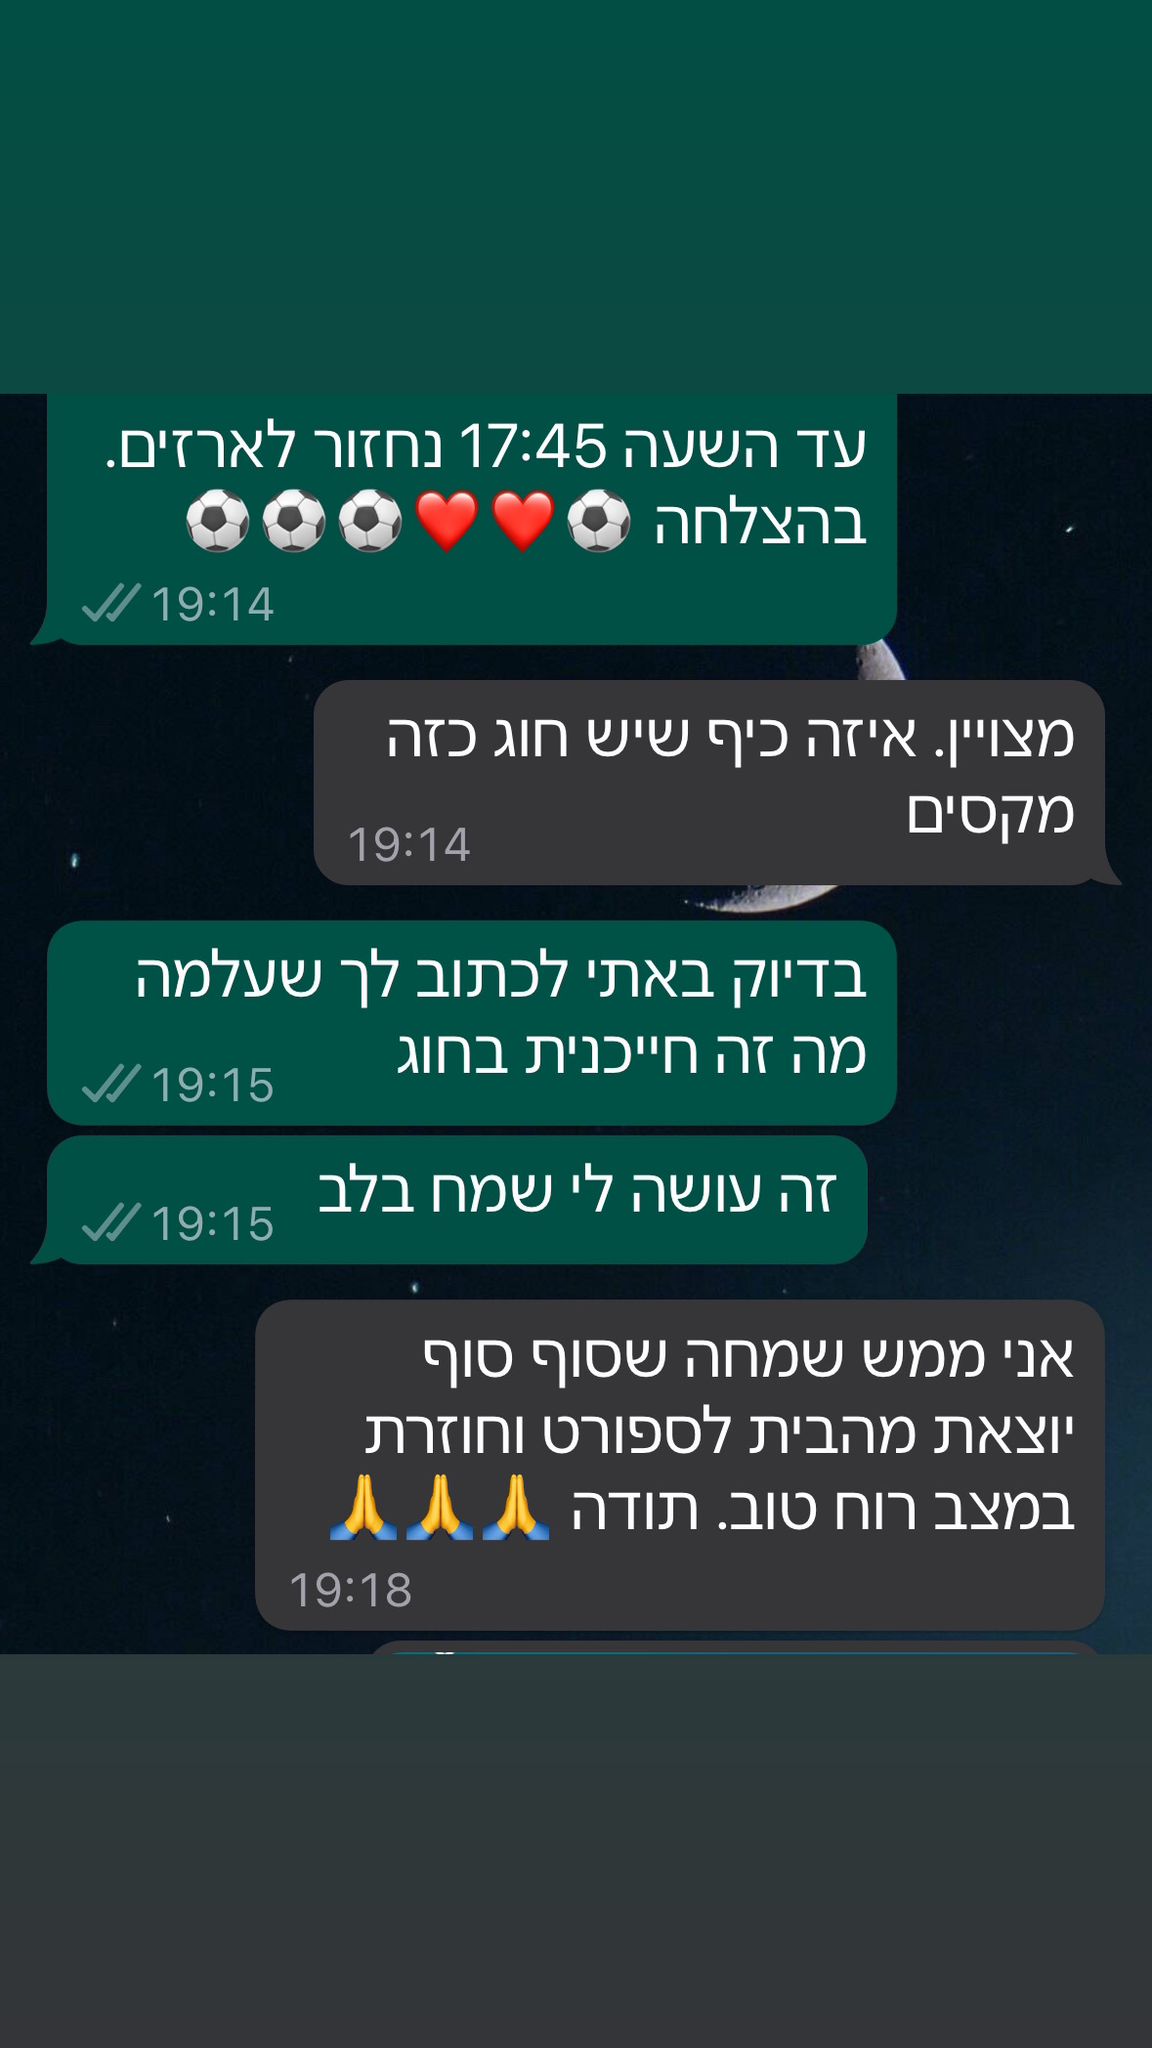 עד השעה 17:45 נחזור לארזים.
בהצלחה ⚽❤️❤️⚽⚽⚽
19:14
מצויין. איזה כיף שיש חוג כזה
מקסים
19:14
בדיוק באתי לכתוב לך שעלמה
מה זה חייכנית בחוג
19:15
זה עושה לי שמח בלב
19:15
אני ממש שמחה שסוף סוף
יוצאת מהבית לספורט וחוזרת
במצב רוח טוב. תודה 🙏🙏🙏
19:18